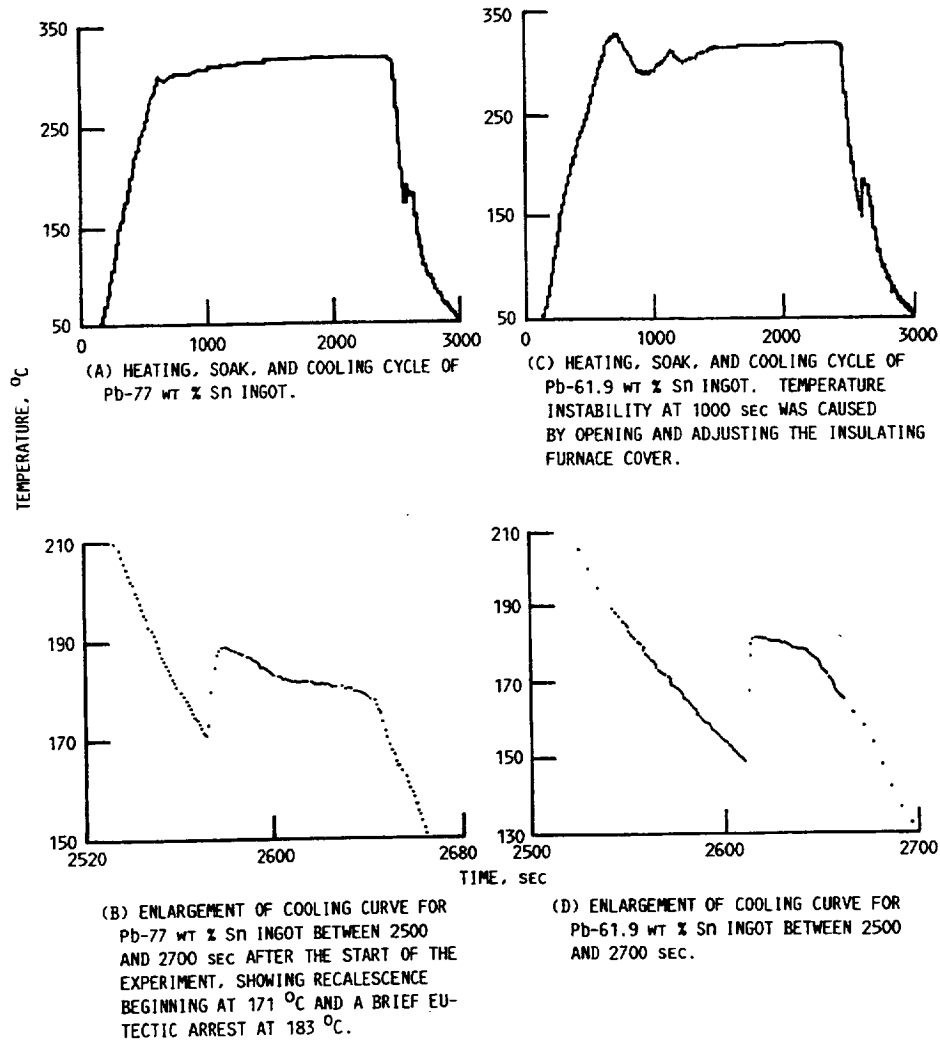 350
250
150
50
0
1000
2000
3000
(A) HEATING, SOAK, AND COOLING CYCLE OF
Pb-77 WT % Sn INGOT.
350
250
150
50
0
1000
2000
3000
(C) HEATING, SOAK, AND COOLING CYCLE OF
Pb-61.9 WT % Sn INGOT. TEMPERATURE
INSTABILITY AT 1000 SEC WAS CAUSED
BY OPENING AND ADJUSTING THE INSULATING
FURNACE COVER.
TEMPERATURE, °C
210
190
170
150
2520
2600
2680
210
190
170
150
130
2500
2600
2700
TIME, SEC
(B) ENLARGEMENT OF COOLING CURVE FOR
Pb-77 WT % Sn INGOT BETWEEN 2500
AND 2700 SEC AFTER THE START OF THE
EXPERIMENT, SHOWING RECALESCENCE
BEGINNING AT 171 °C AND A BRIEF EU-
TECTIC ARREST AT 183 °C.
(D) ENLARGEMENT OF COOLING CURVE FOR
Pb-61.9 WT % Sn INGOT BETWEEN 2500
AND 2700 SEC.